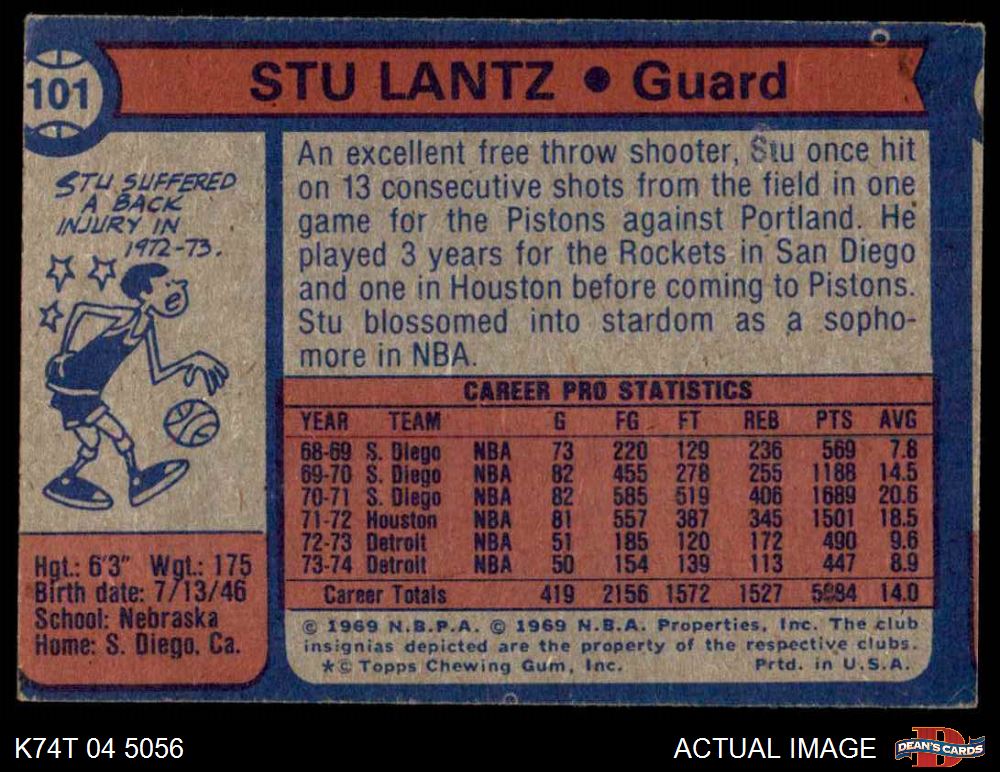 101
STU LANTZ • Guard
STU SUFFERED
A BACK
INJURY IN
1972-73.
An excellent free throw shooter, Stu once hit
on 13 consecutive shots from the field in one
game for the Pistons against Portland. He
played 3 years for the Rockets in San Diego
and one in Houston before coming to Pistons.
Stu blossomed into stardom as a sopho-
more in NBA.
CAREER PRO STATISTICS
YEAR TEAM G FG FT REB PTS AVG
68-69 S. Diego NBA 73 220 129 236 569 7.8
69-70 S. Diego NBA 82 455 278 255 1188 14.5
70-71 S. Diego NBA 82 585 519 406 1689 20.6
71-72 Houston NBA 81 557 387 345 1501 18.5
72-73 Detroit NBA 51 185 120 172 490 9.6
73-74 Detroit NBA 50 154 139 113 447 8.9
Career Totals 419 2156 1572 1527 5884 14.0
Hgt.: 6'3" Wgt.: 175
Birth date: 7/13/46
School: Nebraska
Home: S. Diego, Ca.
© 1969 N.B.P.A. © 1969 N.B.A. Properties, Inc. The club
insignias depicted are the property of the respective clubs.
*© Topps Chewing Gum, Inc. Prtd. in U.S.A.
K74T 04 5056
ACTUAL IMAGE
D
DEAN'S CARDS